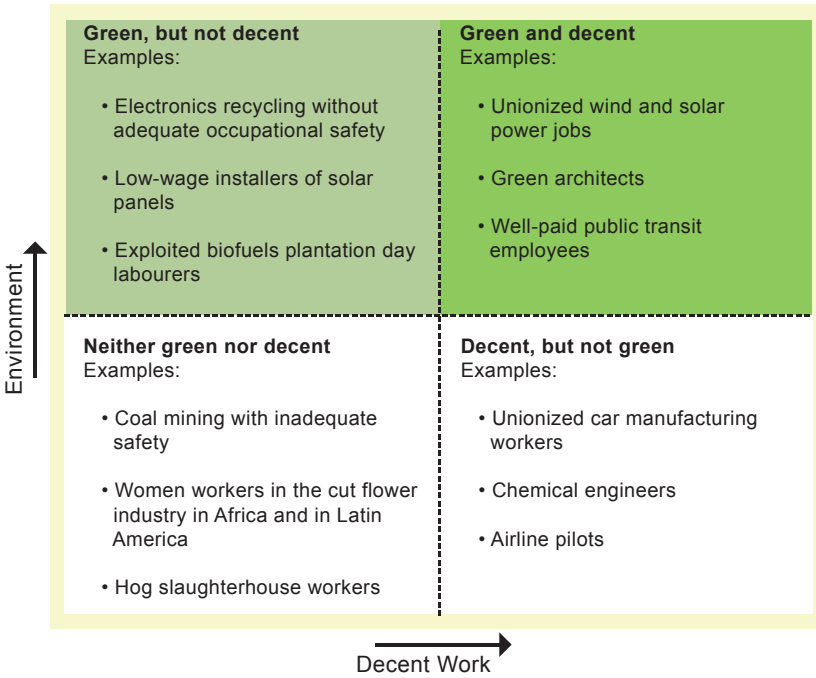 Green, but not decent
Examples:
• Electronics recycling without
adequate occupational safety
• Low-wage installers of solar
panels
• Exploited biofuels plantation day
labourers
Green and decent
Examples:
• Unionized wind and solar
power jobs
• Green architects
• Well-paid public transit
employees
Environment
Neither green nor decent
Examples:
• Coal mining with inadequate
safety
• Women workers in the cut flower
industry in Africa and in Latin
America
• Hog slaughterhouse workers
Decent, but not green
Examples:
• Unionized car manufacturing
workers
• Chemical engineers
• Airline pilots
Decent Work